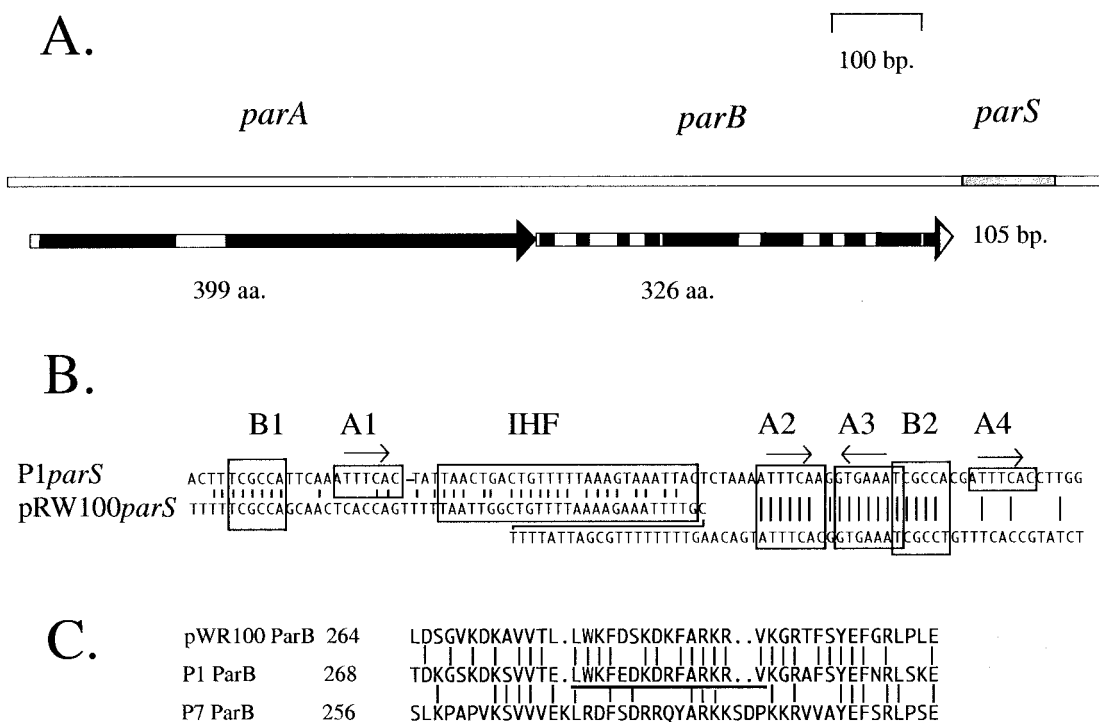 A.
100 bp.
parA parB parS
105 bp.
399 aa. 326 aa.
B.
B1 A1 IHF A2 A3 B2 A4
P1parS ACTTTCGCCATTCAAATTTCAC-TATTAACTGACTGTTTTTAAAGTAAATTACTCTAAAATTTCAAGGTGAAATCGCCACGATTTCACCTTGG
pRW100parS TTTTTCGCCAGCAACTCACCAGTTTTTAATTGGCTGTTTTAAAAGAAATTTTGC
TTTTATTAGCGTTTTTTTTGAACAGTATTTCACGGTGAAATCGCCTGTTTCACCGTATCT
C.
pWR100 ParB 264 LDSGVKDKAVVTL.LWKFDSKDKFARKR..VKGRTFSYEFGRLPLE
P1 ParB 268 TDKGSKDKSVVTE.LWKFEDKDRFARKR..VKGRAFSYEFNRLSKE
P7 ParB 256 SLKPAPVKSVVVEKLRDFSDRRQYARKKSDPKKRVVAYEFSRLPSE